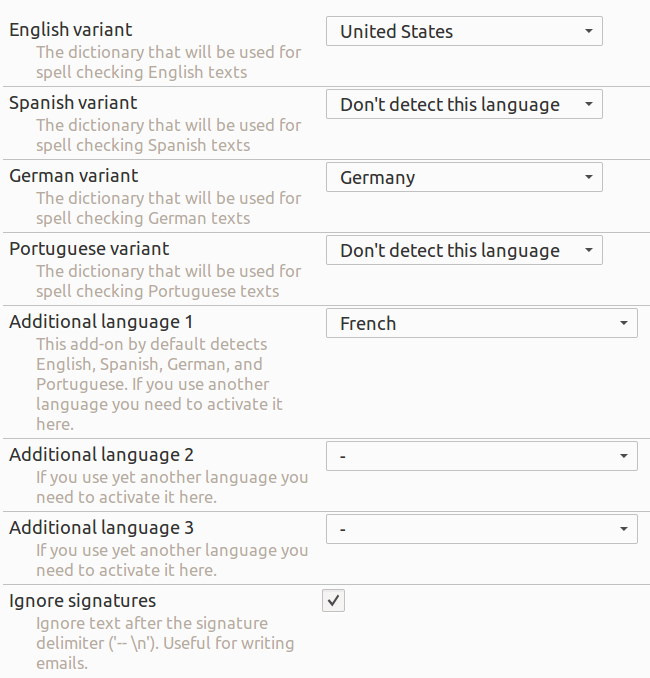 English variant
United States
The dictionary that will be used for
spell checking English texts
Spanish variant
Don't detect this language
The dictionary that will be used for
spell checking Spanish texts
German variant
Germany
The dictionary that will be used for
spell checking German texts
Portuguese variant
Don't detect this language
The dictionary that will be used for
spell checking Portuguese texts
Additional language 1
French
This add-on by default detects
English, Spanish, German, and
Portuguese. If you use another
language you need to activate it
here.
Additional language 2
-
If you use yet another language you
need to activate it here.
Additional language 3
-
If you use yet another language you
need to activate it here.
Ignore signatures
Ignore text after the signature
delimiter ('-- \n'). Useful for writing
emails.